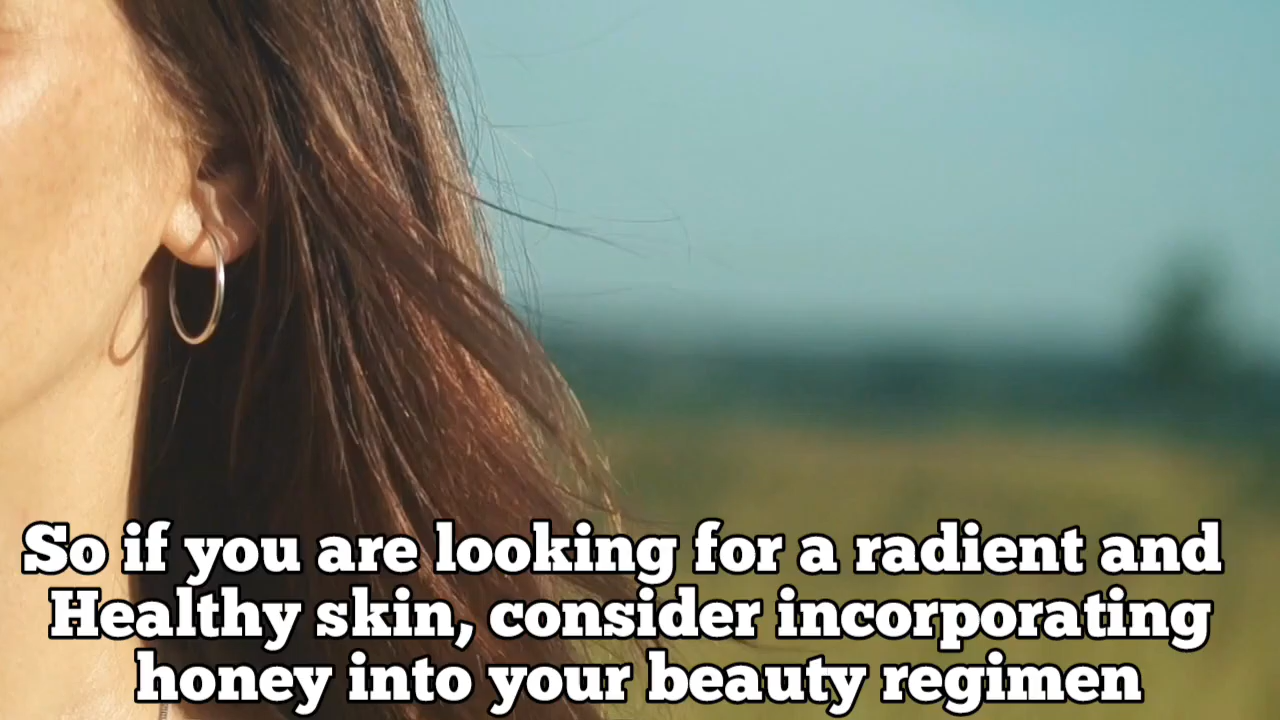 So if you are looking for a radient and
Healthy skin, consider incorporating
honey into your beauty regimen